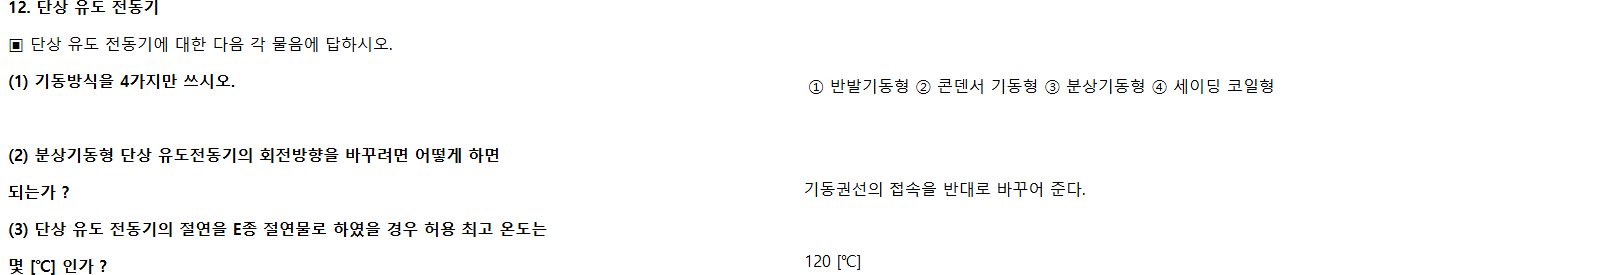 12. 단상 유도 전동기
▣ 단상 유도 전동기에 대한 다음 각 물음에 답하시오.
(1) 기동방식을 4가지만 쓰시오.
① 반발기동형 ② 콘덴서 기동형 ③ 분상기동형 ④ 세이딩 코일형
(2) 분상기동형 단상 유도전동기의 회전방향을 바꾸려면 어떻게 하면
되는가 ?
기동권선의 접속을 반대로 바꾸어 준다.
(3) 단상 유도 전동기의 절연을 E종 절연물로 하였을 경우 허용 최고 온도는
몇 [℃] 인가 ?
120 [℃]